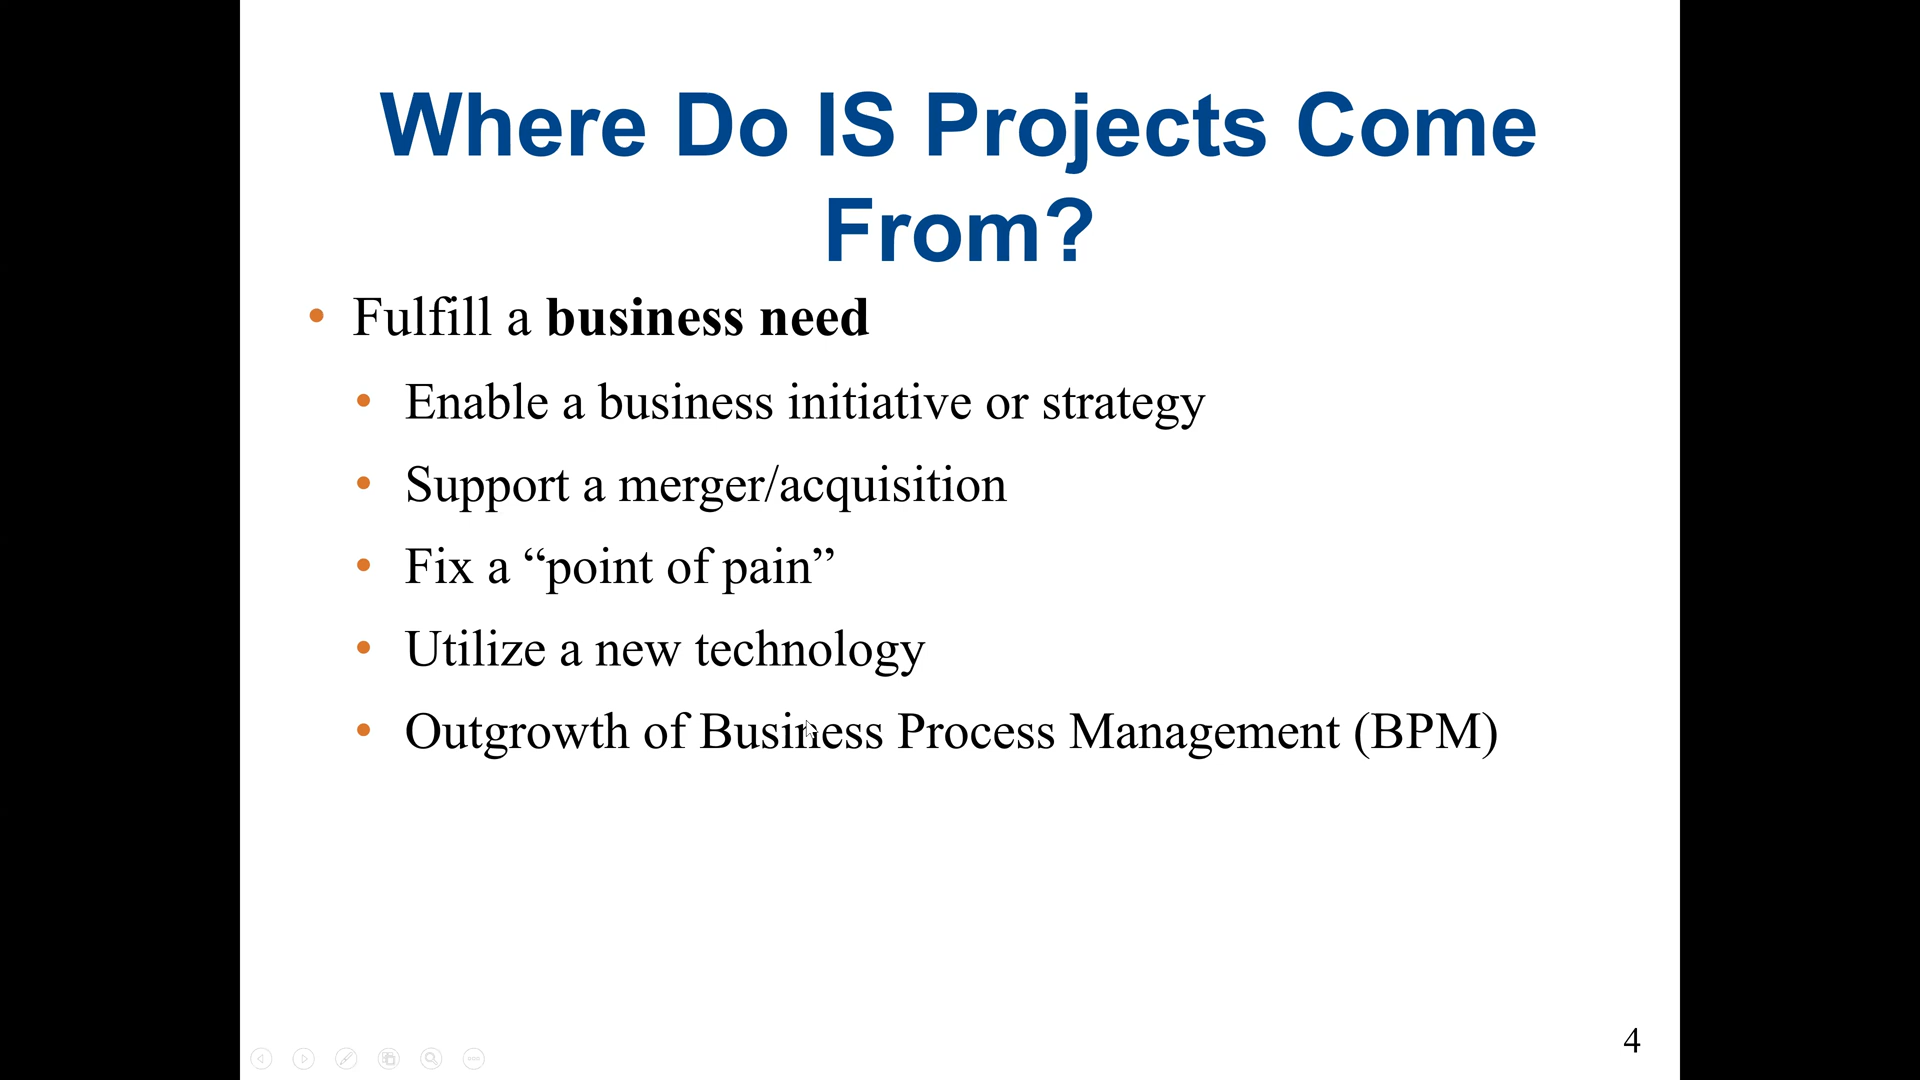 Where Do IS Projects Come
From?
• Fulfill a business need
• Enable a business initiative or strategy
• Support a merger/acquisition
• Fix a “point of pain”
• Utilize a new technology
• Outgrowth of Business Process Management (BPM)
4